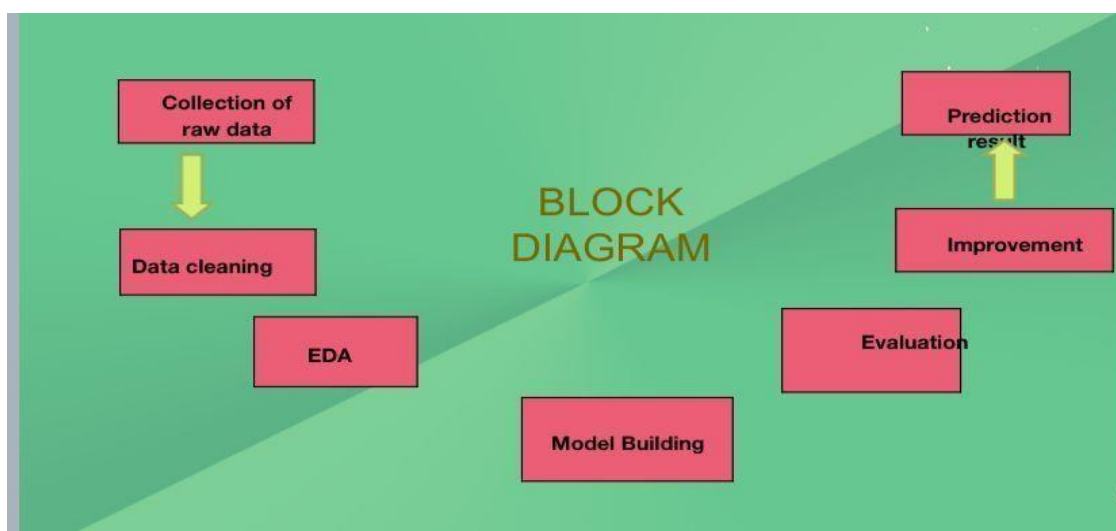 Collection of
raw data
Prediction
result
BLOCK
DIAGRAM
Data cleaning
Improvement
EDA
Evaluation
Model Building